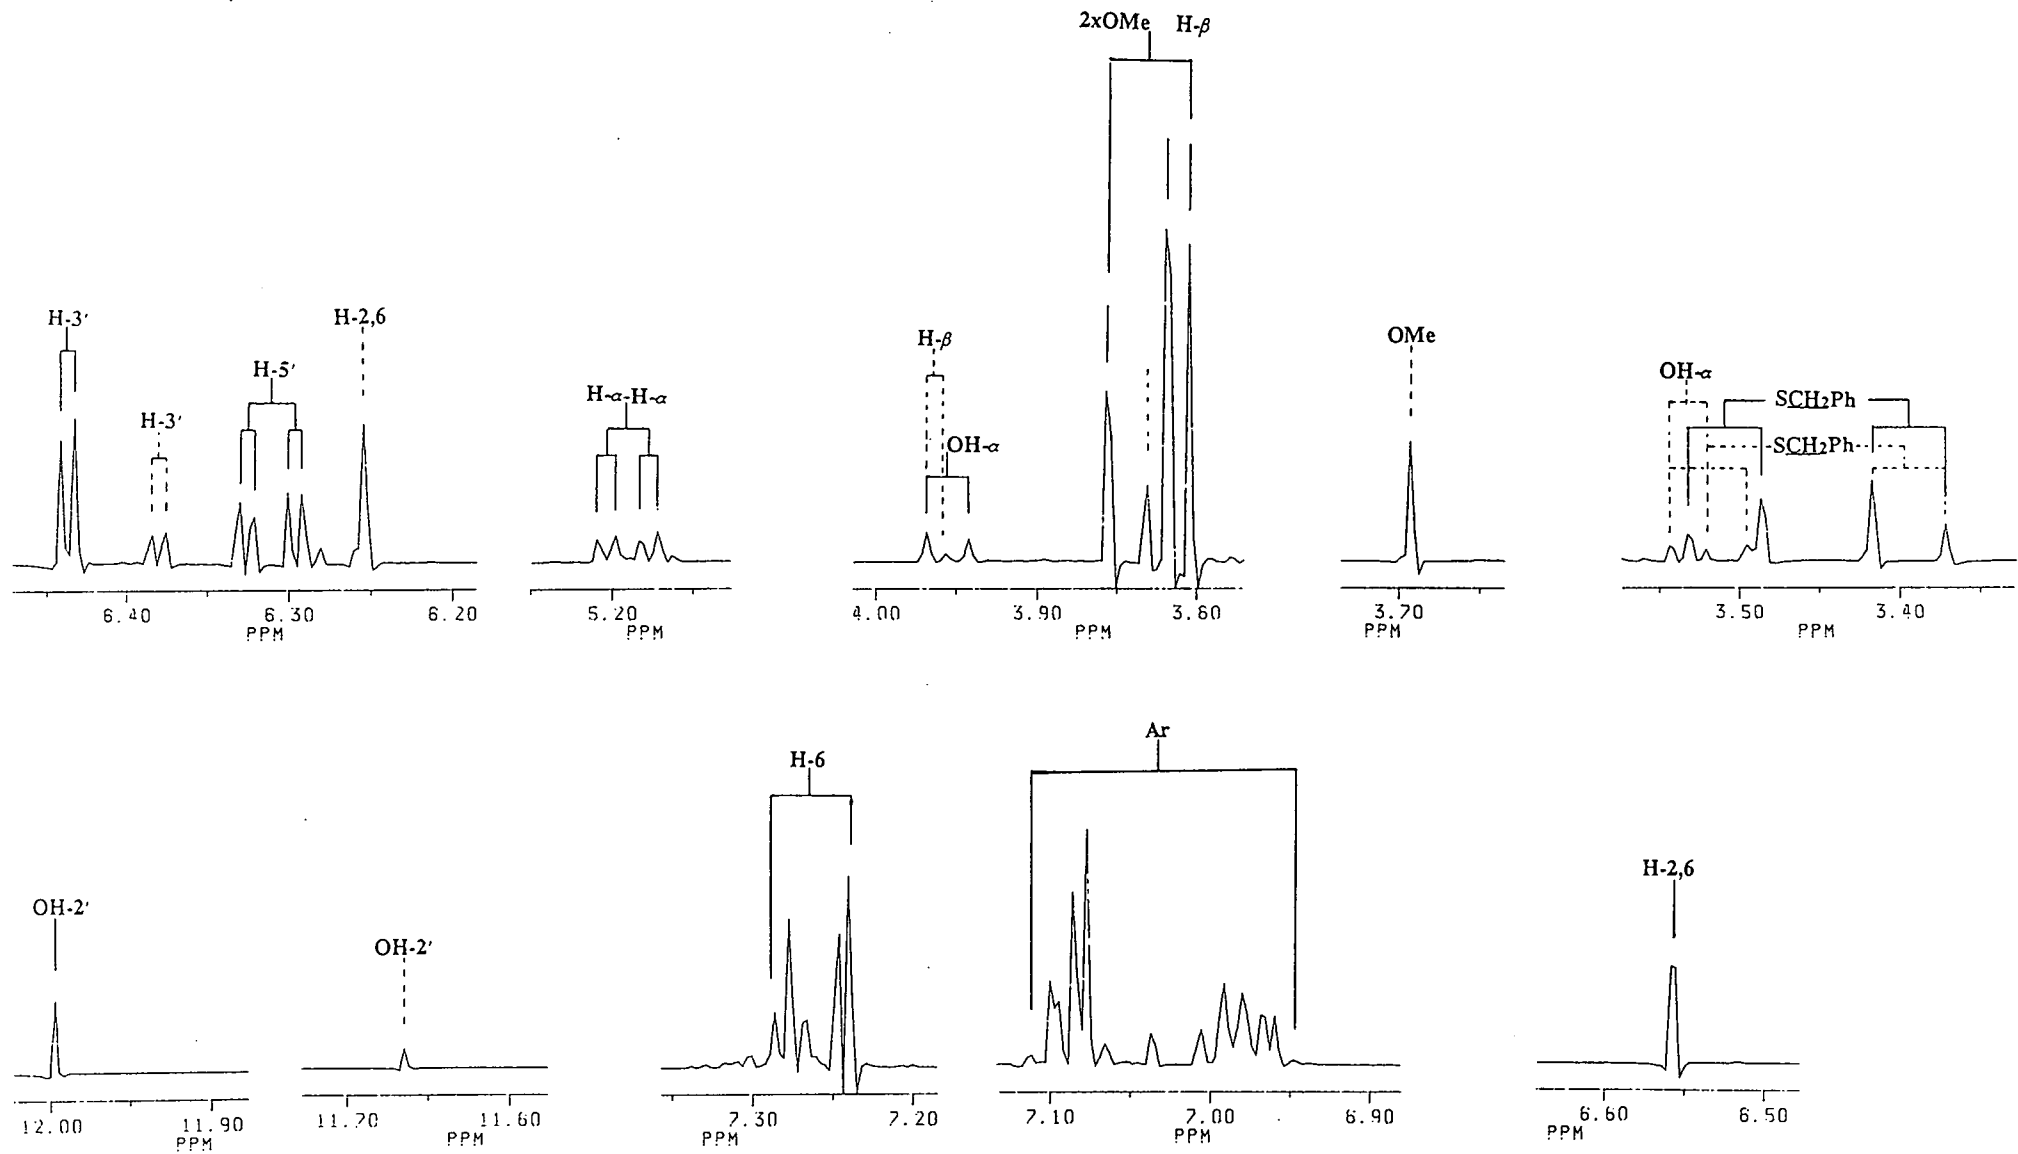 2xOMe H-β
H-3' H-2,6
H-5'
H-3'
H-α-H-α
H-β
OH-α
OMe
OH-α
SCH₂Ph
SCH₂Ph
6.40 6.30 6.20
PPM
5.20
PPM
4.00 3.90 3.80
PPM
3.70
PPM
3.50 3.40
PPM
Ar
H-6
H-2,6
OH-2'
OH-2'
12.00 11.90
PPM
11.70 11.60
PPM
7.30 7.20
PPM
7.10 7.00 6.90
PPM
6.60 6.50
PPM